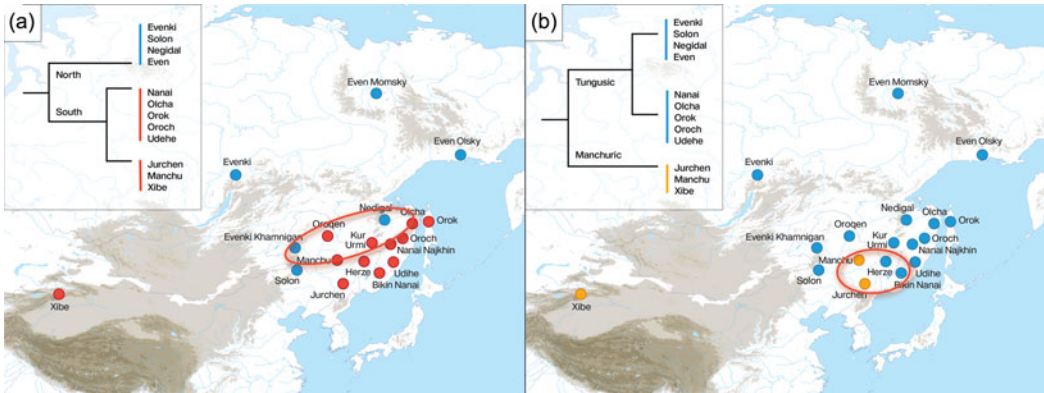 (a)
Evenki
Solon
Negidal
Even
North
South
Nanai
Olcha
Orok
Oroch
Udehe
Jurchen
Manchu
Xibe
Even Momsky
Even Olsky
Evenki
Nedigal
Olcha
Orok
Oroqen
Kur
Urmi
Oroch
Nanai Najkhin
Evenki Khamnigan
Manchu
Herze
Udihe
Solon
Bikin Nanai
Jurchen
Xibe
(b)
Evenki
Solon
Negidal
Even
Tungusic
Nanai
Olcha
Orok
Oroch
Udehe
Manchuric
Jurchen
Manchu
Xibe
Even Momsky
Even Olsky
Evenki
Nedigal
Olcha
Orok
Oroqen
Kur
Urmi
Oroch
Nanai Najkhin
Evenki Khamnigan
Manchu
Herze
Udihe
Solon
Bikin Nanai
Jurchen
Xibe